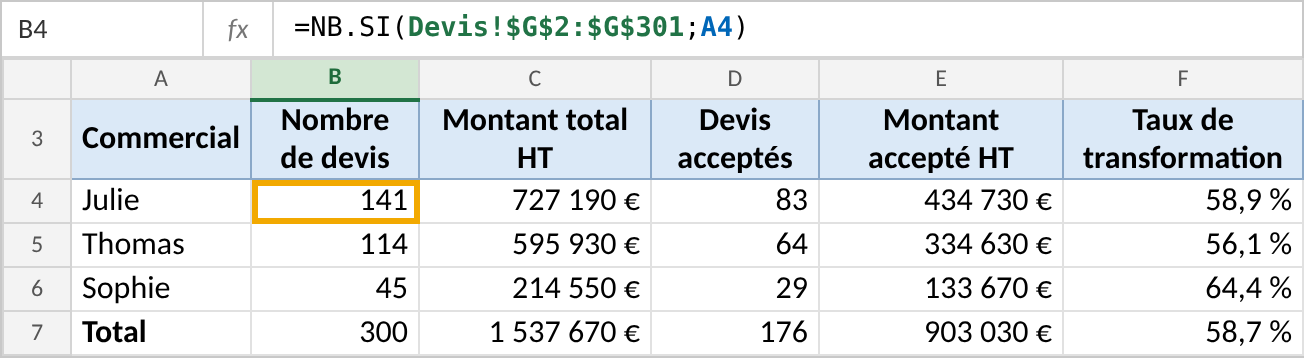 B4 fx =NB.SI(Devis!$G$2:$G$301;A4)
A B C D E F
3 Commercial Nombre de devis Montant total HT Devis acceptés Montant accepté HT Taux de transformation
4 Julie 141 727 190 € 83 434 730 € 58,9 %
5 Thomas 114 595 930 € 64 334 630 € 56,1 %
6 Sophie 45 214 550 € 29 133 670 € 64,4 %
7 Total 300 1 537 670 € 176 903 030 € 58,7 %